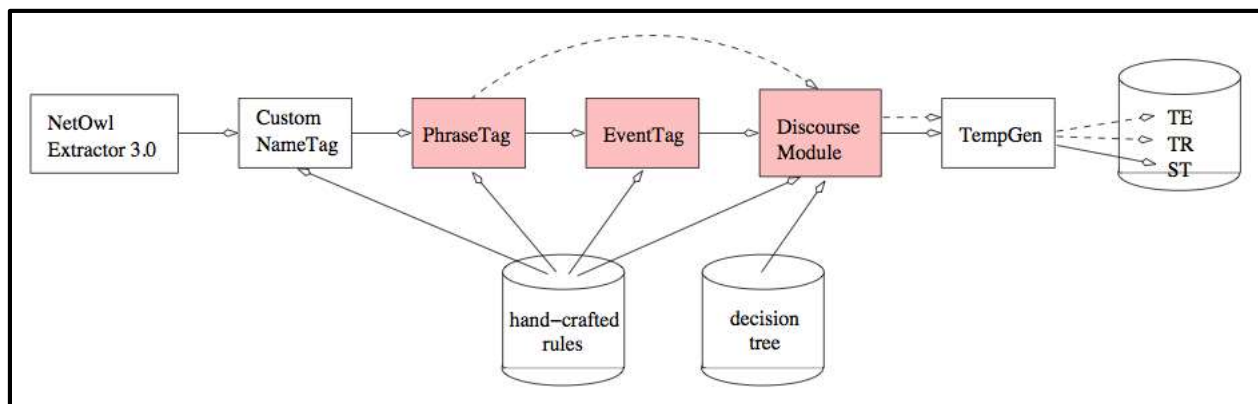 NetOwl
Extractor 3.0
Custom
NameTag
PhraseTag
EventTag
Discourse
Module
TempGen
TE
TR
ST
hand-crafted
rules
decision
tree